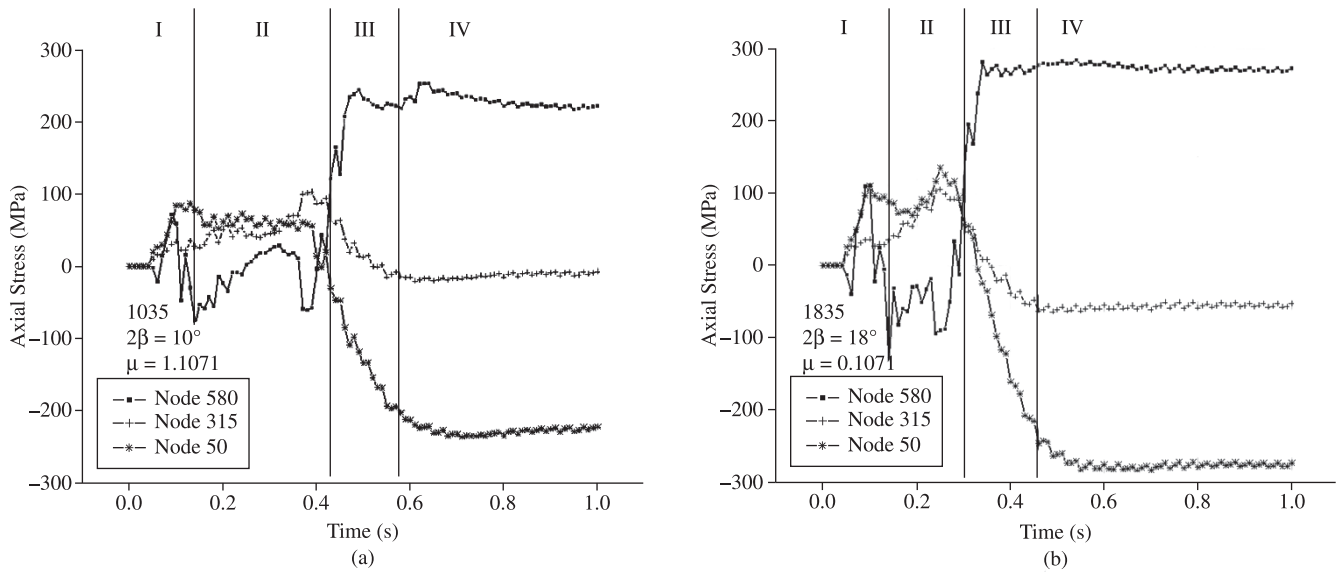 I II III IV
300
200
100
0
−100
−200
−300
Axial Stress (MPa)
1035
2β = 10°
μ = 1.1071
Node 580
Node 315
Node 50
0.0 0.2 0.4 0.6 0.8 1.0
Time (s)
(a)
I II III IV
300
200
100
0
−100
−200
−300
Axial Stress (MPa)
1835
2β = 18°
μ = 0.1071
Node 580
Node 315
Node 50
0.0 0.2 0.4 0.6 0.8 1.0
Time (s)
(b)